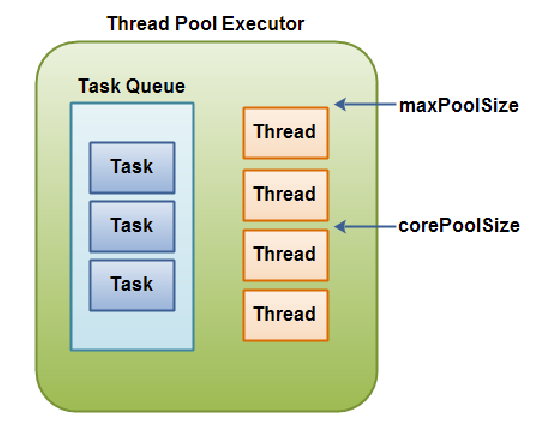 Thread Pool Executor
Task Queue
Task
Task
Task
Thread
Thread
Thread
Thread
maxPoolSize
corePoolSize